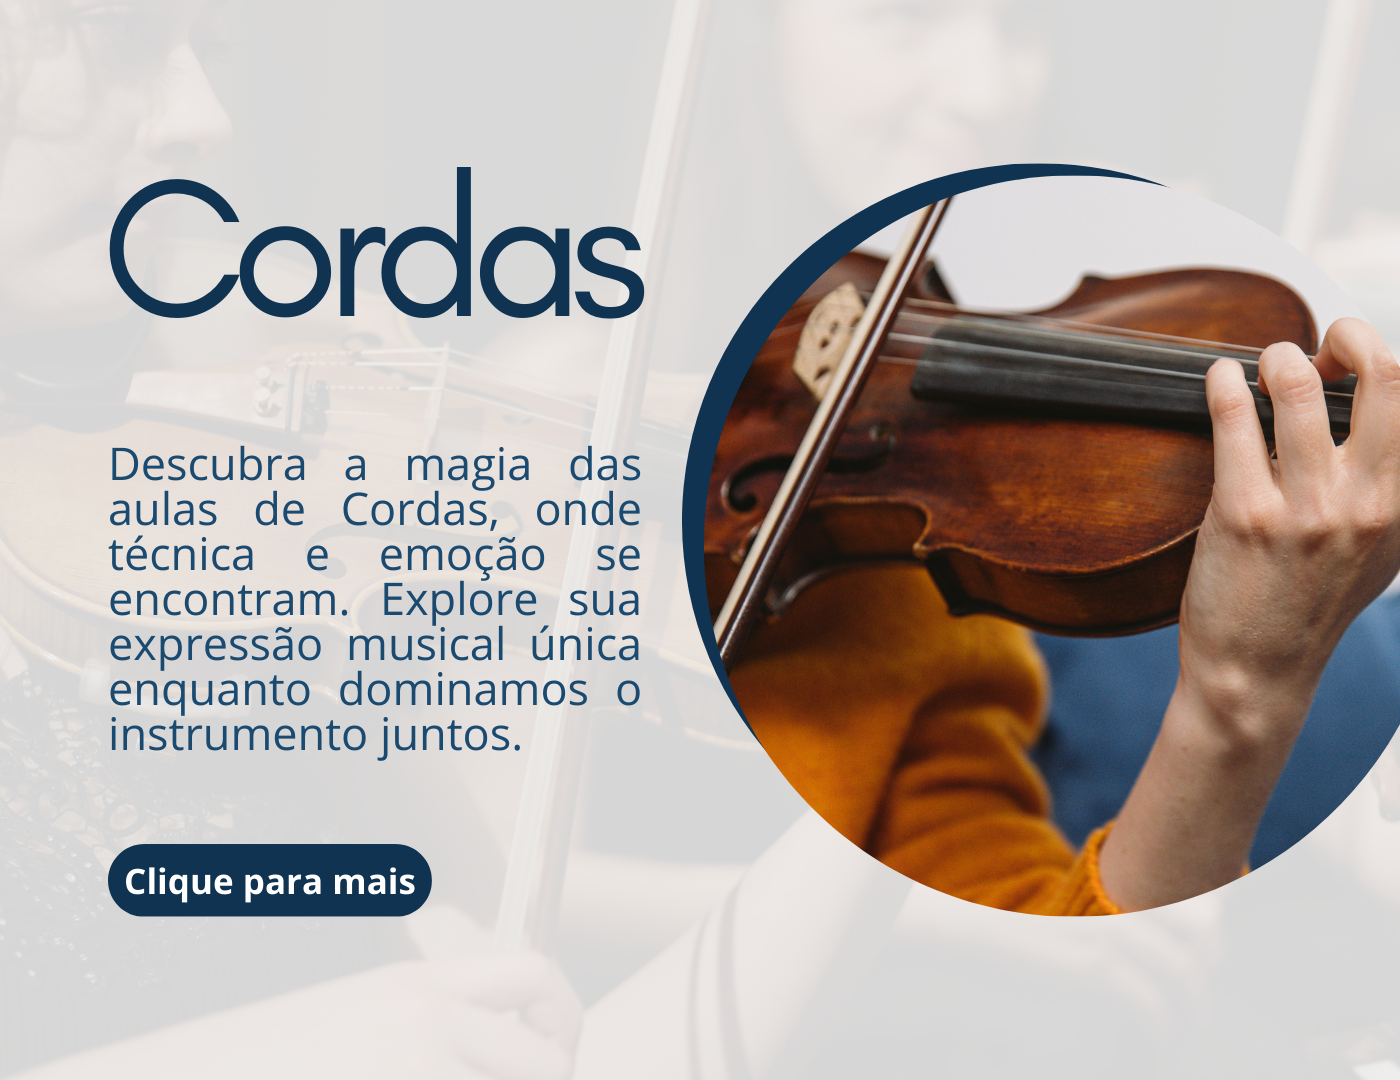 Cordas
Descubra a magia das
aulas de Cordas, onde
técnica e emoção se
encontram. Explore sua
expressão musical única
enquanto dominamos o
instrumento juntos.
Clique para mais